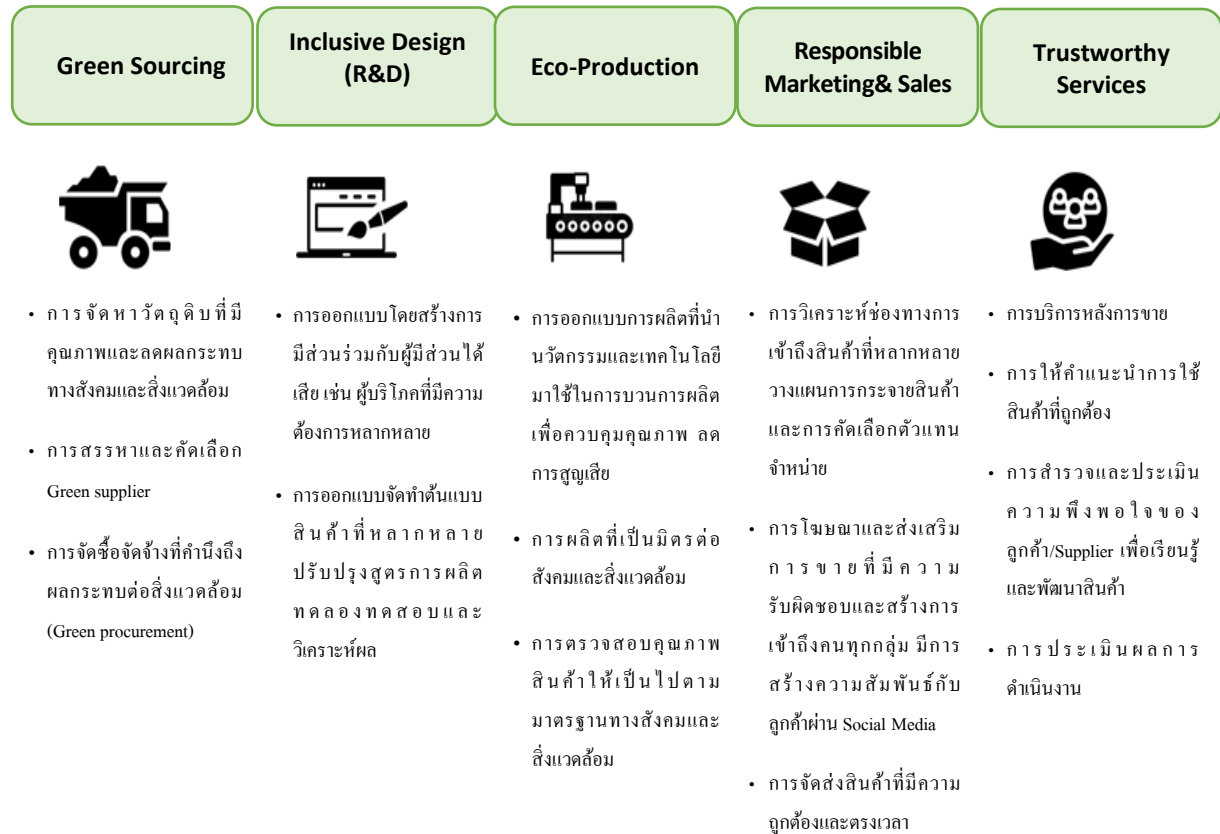 Green Sourcing
Inclusive Design
(R&D)
Eco-Production
Responsible
Marketing& Sales
Trustworthy
Services
• การจัดหาวัตถุดิบที่มี
คุณภาพและลดผลกระทบ
ทางสังคมและสิ่งแวดล้อม
• การสรรหาและคัดเลือก
Green supplier
• การจัดซื้อจัดจ้างที่คำนึงถึง
ผลกระทบต่อสิ่งแวดล้อม
(Green procurement)
• การออกแบบโดยสร้างการ
มีส่วนร่วมกับผู้มีส่วนได้
เสีย เช่น ผู้บริโภคที่มีความ
ต้องการหลากหลาย
• การออกแบบจัดทำต้นแบบ
สินค้าที่หลากหลาย
ปรับปรุงสูตรการผลิต
ทดลองทดสอบและ
วิเคราะห์ผล
• การออกแบบการผลิตที่นำ
นวัตกรรมและเทคโนโลยี
มาใช้ในการบวนการผลิต
เพื่อควบคุมคุณภาพ ลด
การสูญเสีย
• การผลิตที่เป็นมิตรต่อ
สังคมและสิ่งแวดล้อม
• การตรวจสอบคุณภาพ
สินค้าให้เป็นไปตาม
มาตรฐานทางสังคมและ
สิ่งแวดล้อม
• การวิเคราะห์ช่องทางการ
เข้าถึงสินค้าที่หลากหลาย
วางแผนการกระจายสินค้า
และการคัดเลือกตัวแทน
จำหน่าย
• การโฆษณาและส่งเสริม
การขายที่มีความ
รับผิดชอบและสร้างการ
เข้าถึงคนทุกกลุ่ม มีการ
สร้างความสัมพันธ์กับ
ลูกค้าผ่าน Social Media
• การจัดส่งสินค้าที่มีความ
ถูกต้องและตรงเวลา
• การบริการหลังการขาย
• การให้คำแนะนำการใช้
สินค้าที่ถูกต้อง
• การสำรวจและประเมิน
ความพึงพอใจของ
ลูกค้า/Supplier เพื่อเรียนรู้
และพัฒนาสินค้า
• การประเมินผลการ
ดำเนินงาน